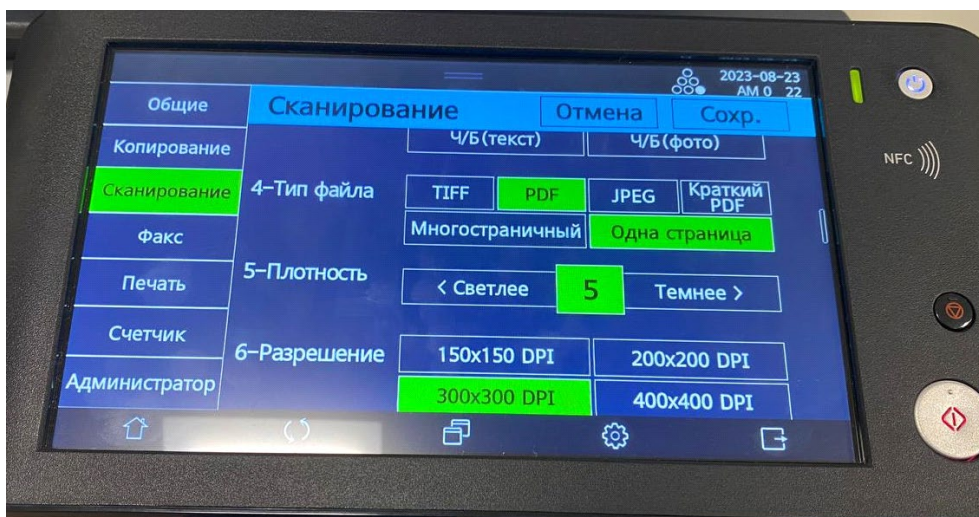 2023-08-23
AM 0 22
Общие
Сканирование
Отмена
Сохр.
Копирование
Ч/Б(текст)
Ч/Б(фото)
Сканирование
4-Тип файла
TIFF
PDF
JPEG
Краткий
PDF
Многостраничный
Одна страница
Факс
5-Плотность
< Светлее
5
Темнее >
Печать
Счетчик
6-Разрешение
150x150 DPI
200x200 DPI
300x300 DPI
400x400 DPI
Администратор
NFC